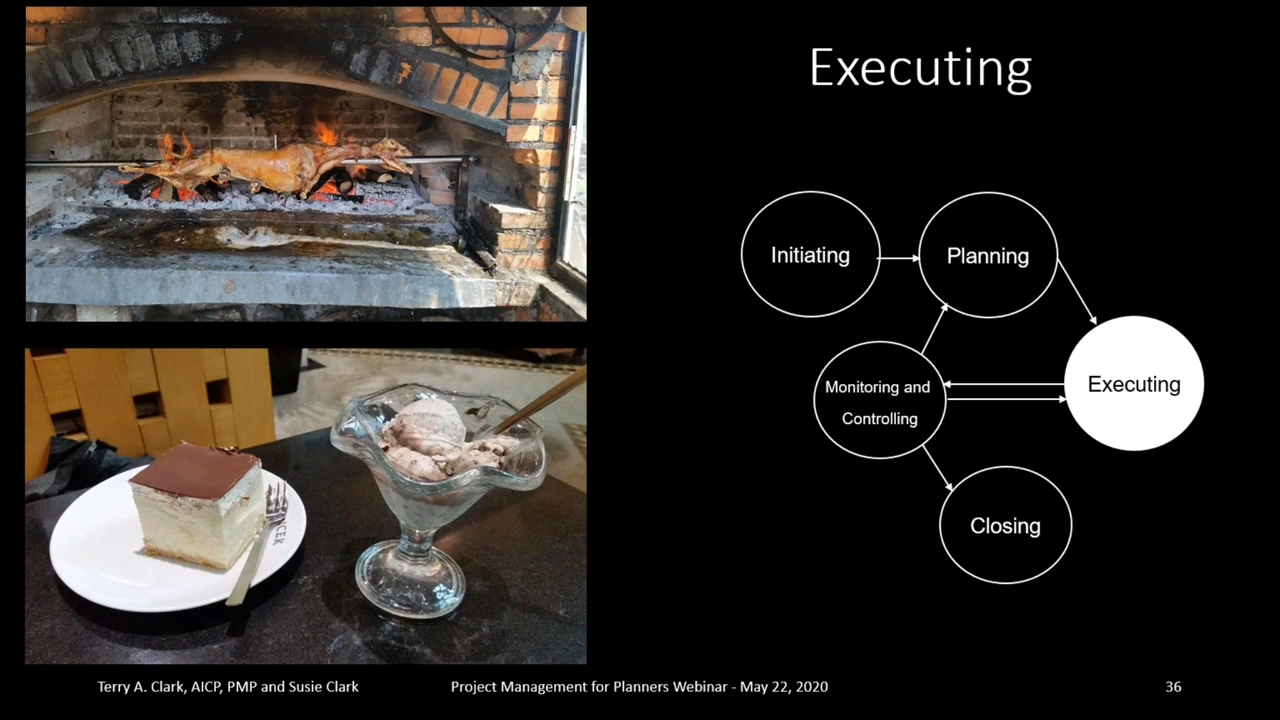 Executing
Initiating
Planning
Monitoring and
Controlling
Executing
Closing
Terry A. Clark, AICP, PMP and Susie Clark
Project Management for Planners Webinar - May 22, 2020
36